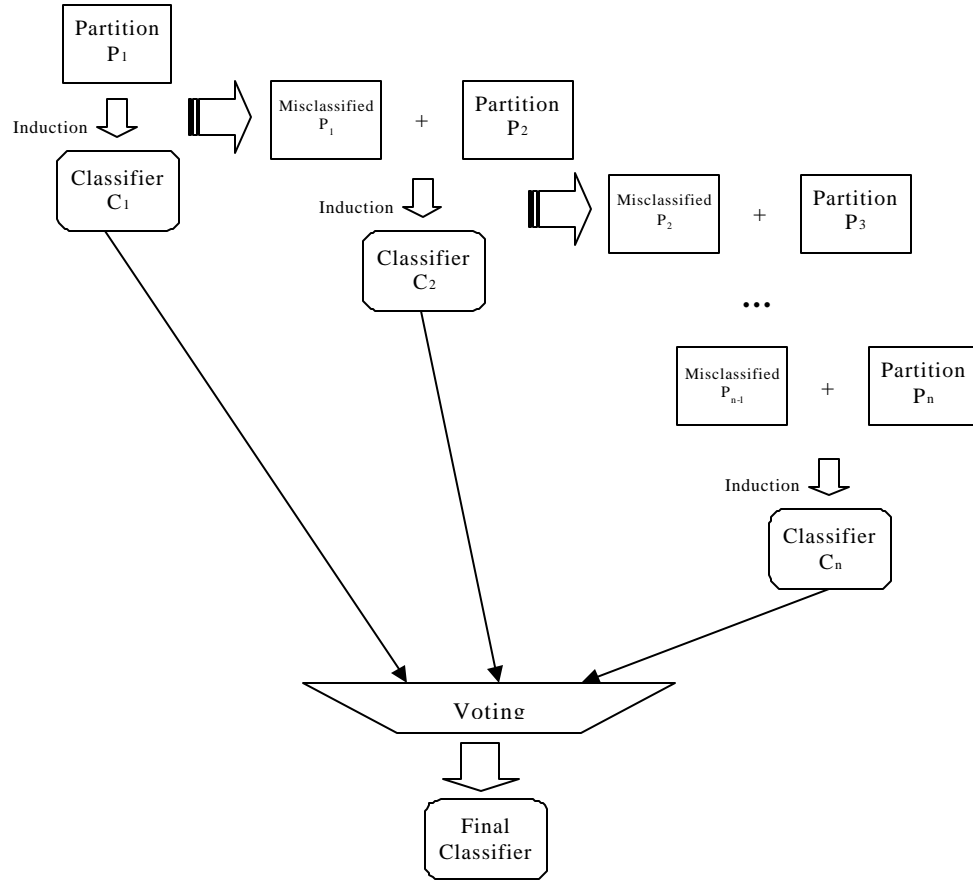 Partition
P1
Induction
Classifier
C1
Misclassified
P1
+
Partition
P2
Induction
Classifier
C2
Misclassified
P2
+
Partition
P3
...
Misclassified
Pn-1
+
Partition
Pn
Induction
Classifier
Cn
Voting
Final
Classifier